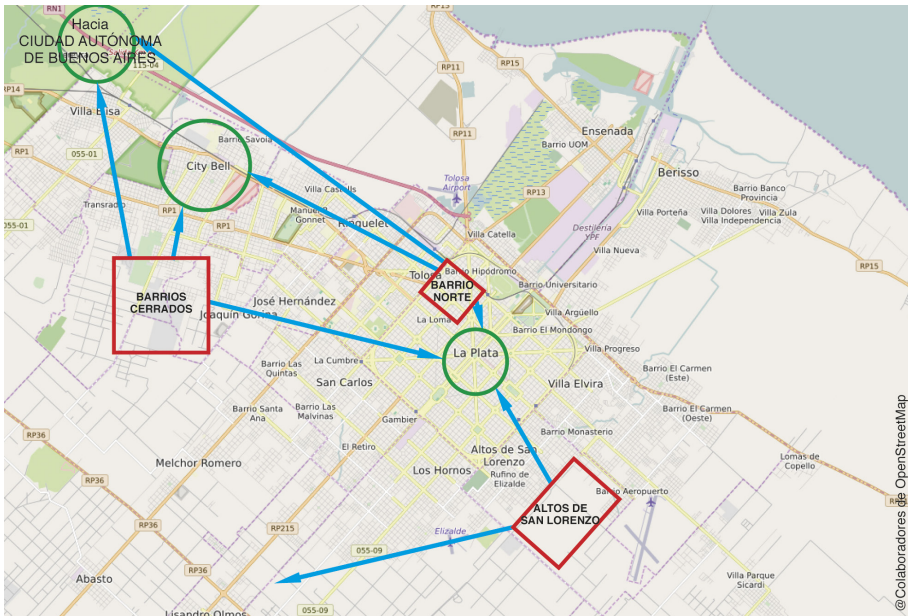 RN1
Hacia
CIUDAD AUTÓNOMA
DE BUENOS AIRES
115-04
RP14
Villa Elisa
RP11
RP15
RP11
Ensenada
Barrio UOM
Berisso
Barrio Savoia
RP1
055-01
City Bell
Tolosa
Airport
RP13
Barrio Banco
Provincia
Villa Castells
Transradio
RP1
Manuel B
Gonnet
Villa Porteña
Villa Dolores
Villa Zula
Villa Independencia
055-01
RP1
Ringuelet
Villa Catella
Destilería
YPF
Villa Nueva
RP15
Tolosa
Barrio Hipódromo
BARRIO
NORTE
Barrio Universitario
BARRIOS
CERRADOS
José Hernández
Joaquín Gorina
La Loma
Villa Argüello
Barrio El Mondongo
La Plata
Villa Progreso
La Cumbre
Barrio Las
Quintas
San Carlos
Villa Elvira
Barrio El Carmen
(Este)
Barrio Santa
Ana
Barrio Las
Malvinas
Gambier
Barrio El Carmen
(Oeste)
Barrio Monasterio
RP36
El Retiro
Altos de San
Lorenzo
Melchor Romero
Los Hornos
Rufino de
Elizalde
Lomas de
Copello
RP36
Barrio Aeropuerto
ALTOS DE
SAN LORENZO
RP36
RP215
Elizalde
055-09
RP36
Abasto
Villa Parque
Sicardi
055-09
Lisandro Olmos
@Colaboradores de OpenStreetMap